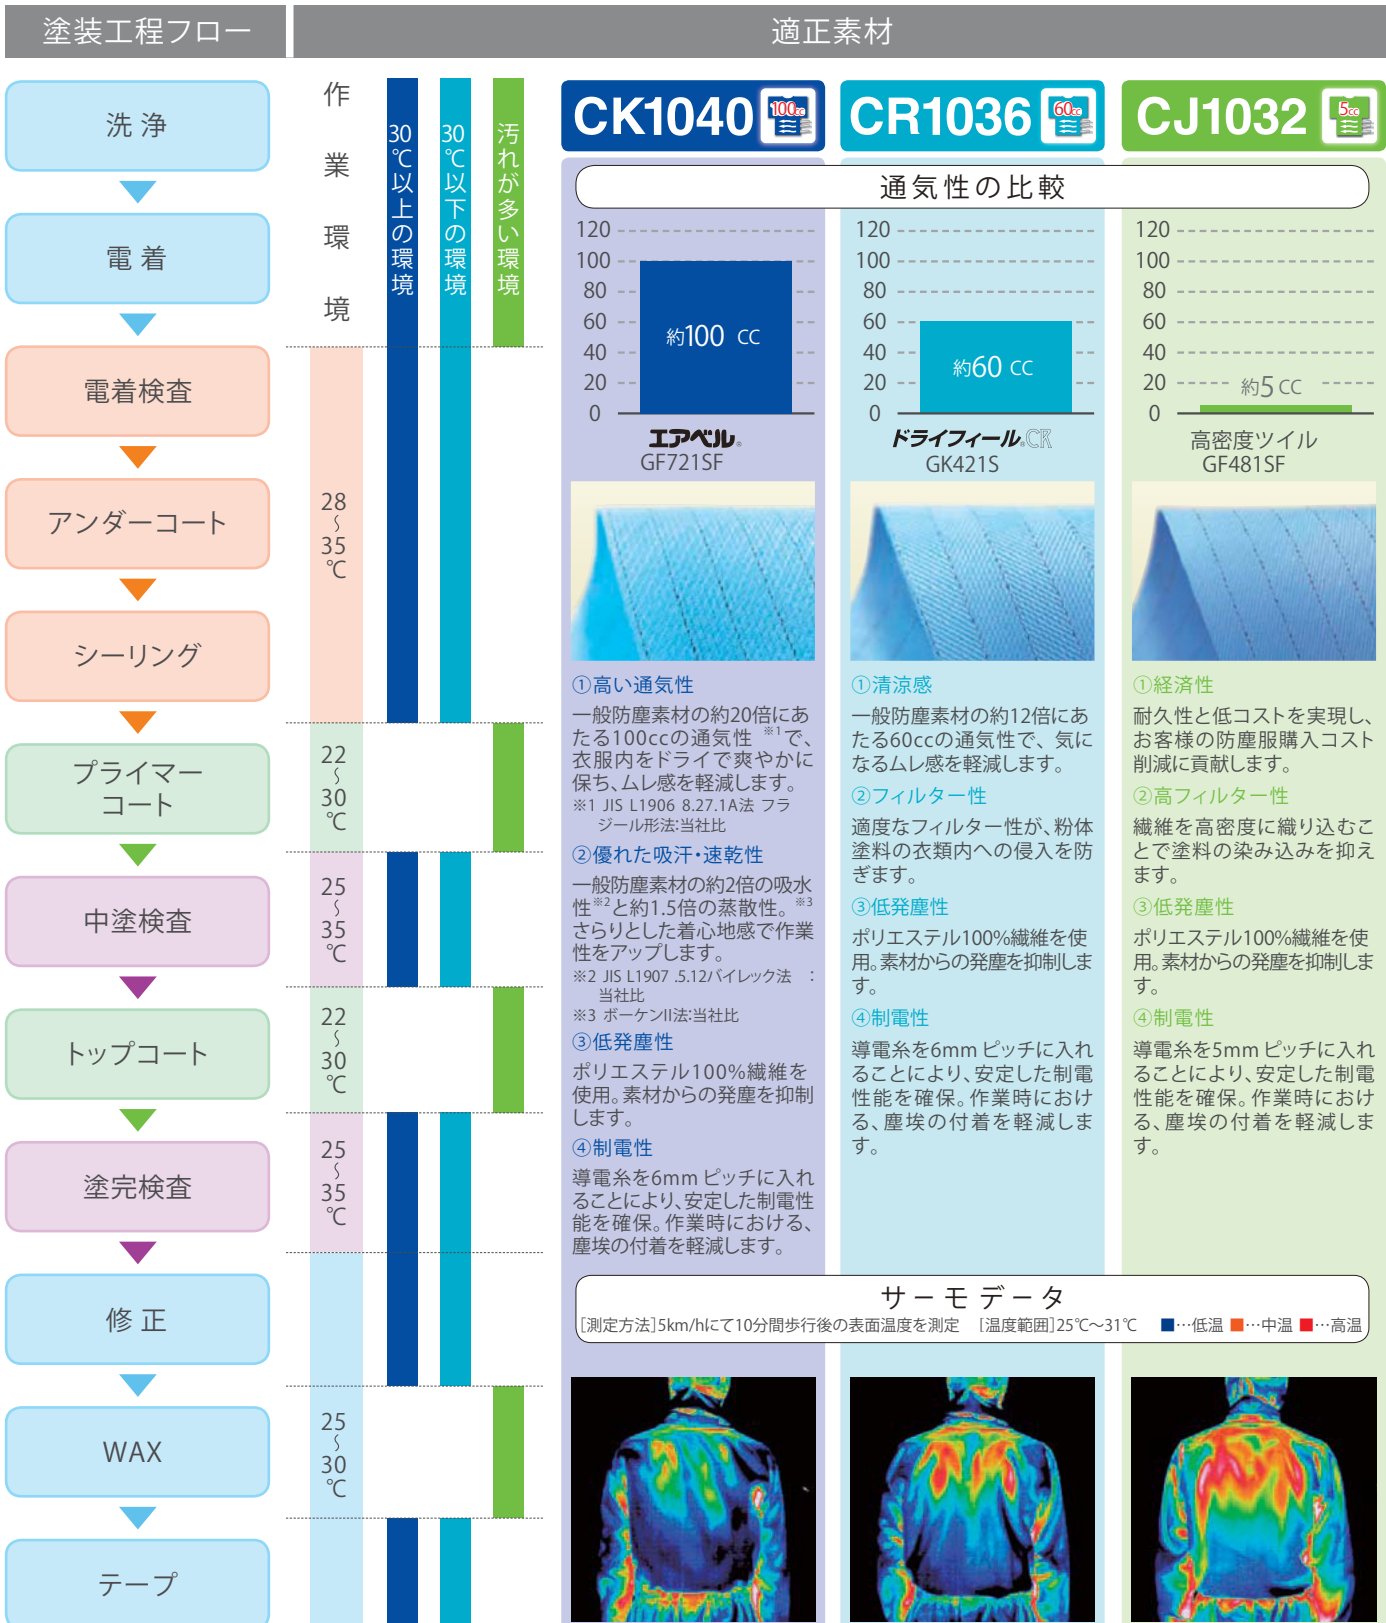 塗装工程フロー
適正素材
洗 浄
電 着
電着検査
アンダーコート
シーリング
プライマー
コート
中塗検査
トップコート
塗完検査
修 正
WAX
テープ
作業環境
30℃以上の環境
30℃以下の環境
汚れが多い環境
28〜35℃
22〜30℃
25〜35℃
22〜30℃
25〜35℃
25〜30℃
CK1040 100cc
CR1036 60cc
CJ1032 5cc
通気性の比較
120
100
80
60
40
20
0
約100 CC
エアベル®
GF721SF
120
100
80
60
40
20
0
約60 CC
ドライフィール®CK
GK421S
120
100
80
60
40
20
0
約5 CC
高密度ツイル
GF481SF
①高い通気性
一般防塵素材の約20倍にあ
たる100ccの通気性 ※1で、
衣服内をドライで爽やかに
保ち、ムレ感を軽減します。
※1 JIS L1906 8.27.1A法 フラ
ジール形法:当社比
②優れた吸汗・速乾性
一般防塵素材の約2倍の吸水
性※2と約1.5倍の蒸散性。※3
さらりとした着心地感で作業
性をアップします。
※2 JIS L1907 .5.12バイレック法 :
当社比
※3 ボーケンII法:当社比
③低発塵性
ポリエステル100%繊維を
使用。素材からの発塵を抑制
します。
④制電性
導電糸を6mm ピッチに入れ
ることにより、安定した制電性
能を確保。作業時における、
塵埃の付着を軽減します。
①清涼感
一般防塵素材の約12倍にあ
たる60ccの通気性で、気に
なるムレ感を軽減します。
②フィルター性
適度なフィルター性が、粉体
塗料の衣類内への侵入を防
ぎます。
③低発塵性
ポリエステル100%繊維を使
用。素材からの発塵を抑制しま
す。
④制電性
導電糸を6mm ピッチに入れ
ることにより、安定した制電
性能を確保。作業時におけ
る、塵埃の付着を軽減しま
す。
①経済性
耐久性と低コストを実現し、
お客様の防塵服購入コスト
削減に貢献します。
②高フィルター性
繊維を高密度に織り込むこ
とで塗料の染み込みを抑え
ます。
③低発塵性
ポリエステル100%繊維を使
用。素材からの発塵を抑制しま
す。
④制電性
導電糸を5mm ピッチに入れ
ることにより、安定した制電
性能を確保。作業時におけ
る、塵埃の付着を軽減しま
す。
サーモデータ
[測定方法]5km/hにて10分間歩行後の表面温度を測定 [温度範囲]25℃〜31℃ ■…低温 ■…中温 ■…高温